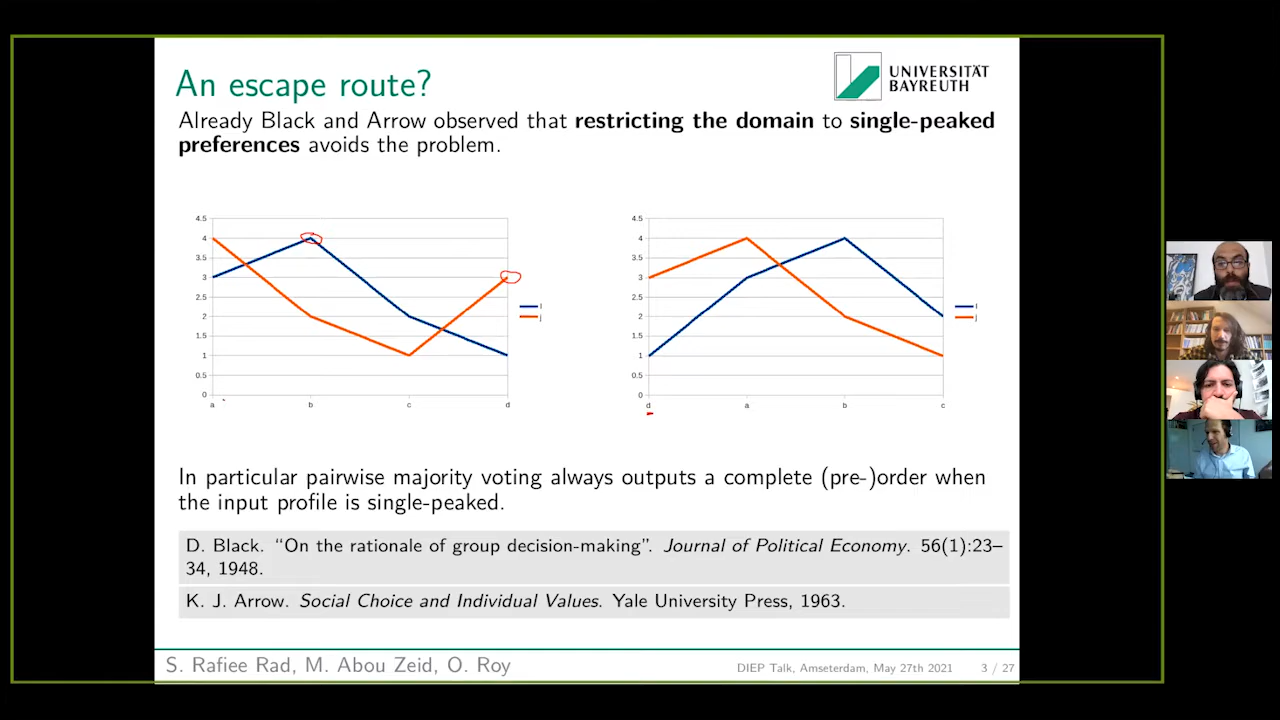 An escape route?
UNIVERSITÄT
BAYREUTH
Already Black and Arrow observed that restricting the domain to single-peaked
preferences avoids the problem.
4.5
4
3.5
3
2.5
2
1.5
1
0.5
0
a b c d
I
j
4.5
4
3.5
3
2.5
2
1.5
1
0.5
0
d a b c
I
j
In particular pairwise majority voting always outputs a complete (pre-)order when
the input profile is single-peaked.
D. Black. “On the rationale of group decision-making”. Journal of Political Economy. 56(1):23–
34, 1948.
K. J. Arrow. Social Choice and Individual Values. Yale University Press, 1963.
S. Rafiee Rad, M. Abou Zeid, O. Roy
DIEP Talk, Amseterdam, May 27th 2021 3 / 27